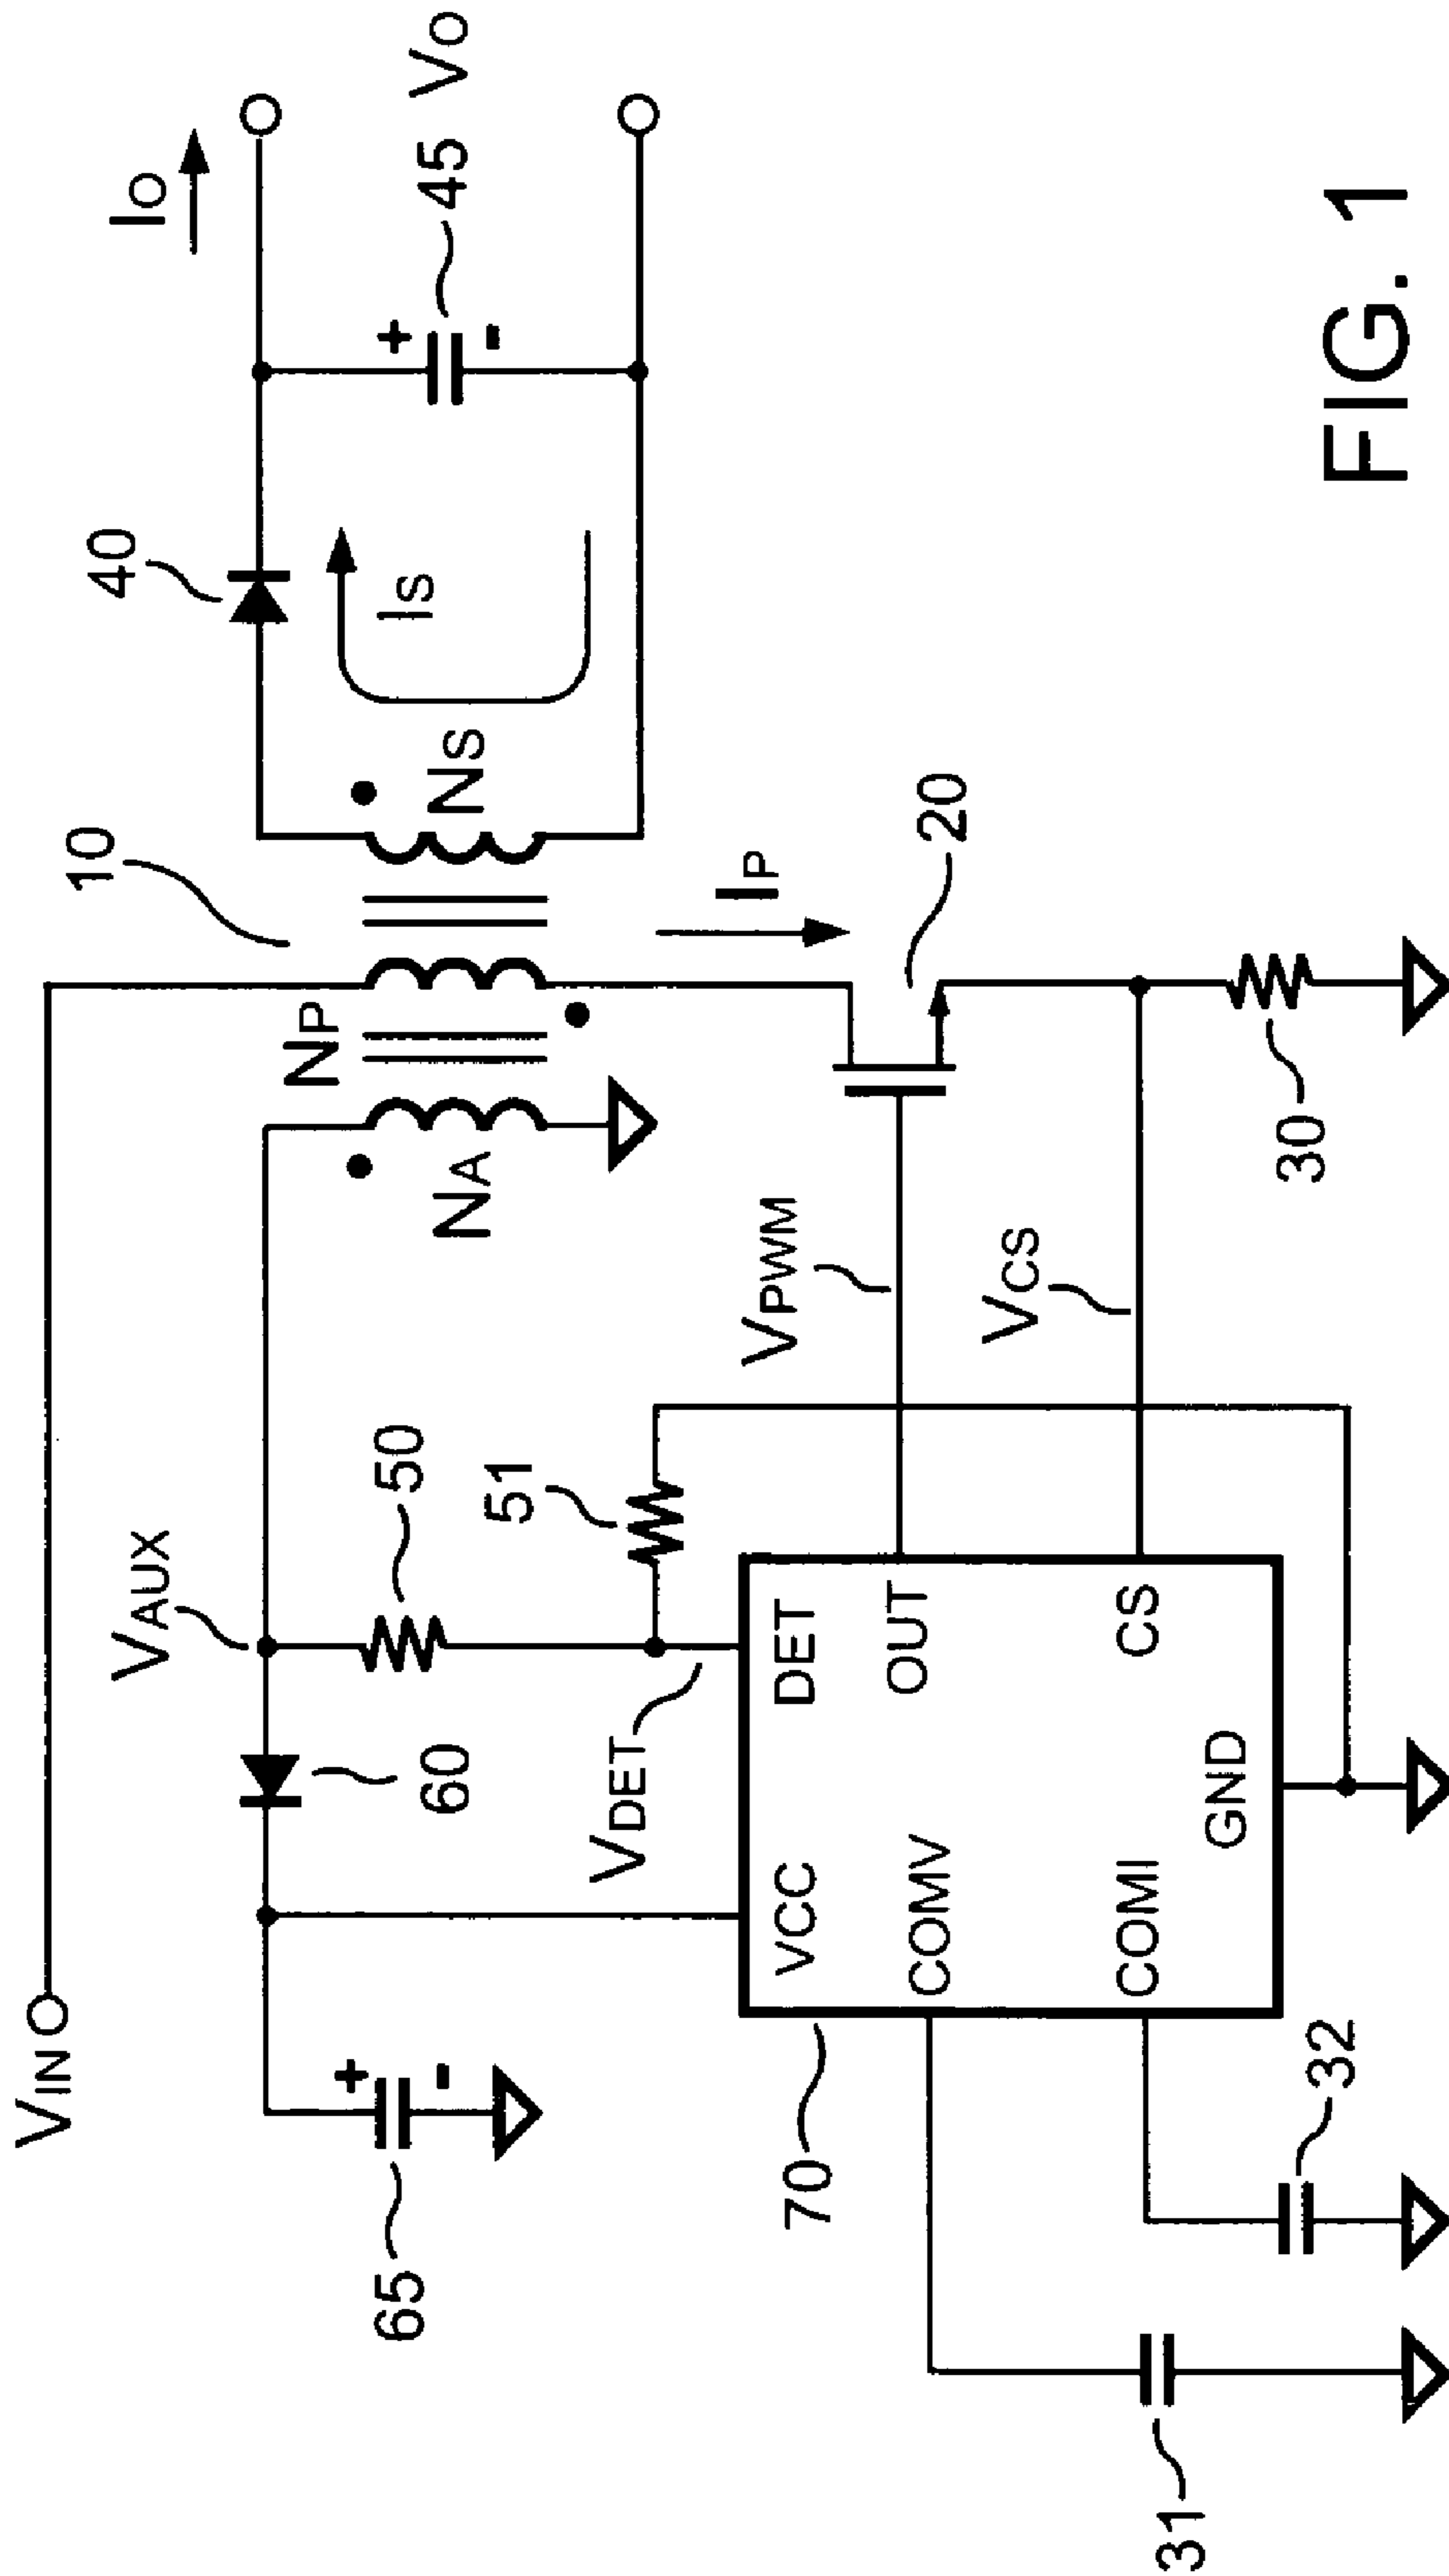 VIN
10
40
IO
VAUX
NP
NS
IS
VO
45
65
60
50
NA
IP
VDET
51
VPWM
20
70
VCC
DET
COMV
OUT
VCS
COMI
CS
GND
30
31
32
FIG. 1
+
-
+
-